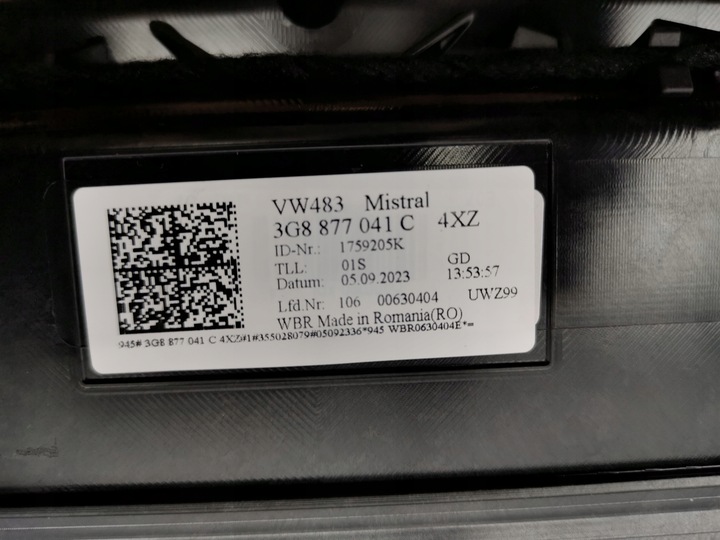 VW483 Mistral
3G8 877 041 C 4XZ
ID-Nr.: 1759205K
TLL: 01S GD
Datum: 05.09.2023 13:53:57
Lfd.Nr: 106 00630404 UWZ99
WBR Made in Romania(RO)
945# 3G8 877 041 C 4XZ#1#355028079#05092336*945 WBR0630404E*=